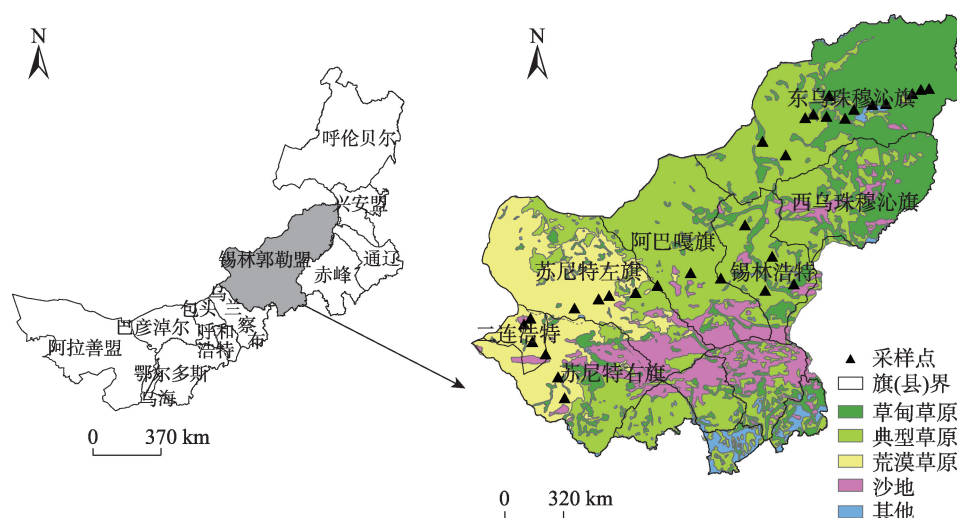 N
呼伦贝尔
兴安盟
锡林郭勒盟
通辽
赤峰
乌
兰
察
布
包头
巴彦淖尔
呼和
浩特
阿拉善盟
鄂尔多斯
乌海
0 370 km
N
东乌珠穆沁旗
西乌珠穆沁旗
阿巴嘎旗
苏尼特左旗
锡林浩特
二连浩特
苏尼特右旗
采样点
旗(县)界
草甸草原
典型草原
荒漠草原
沙地
其他
0 320 km